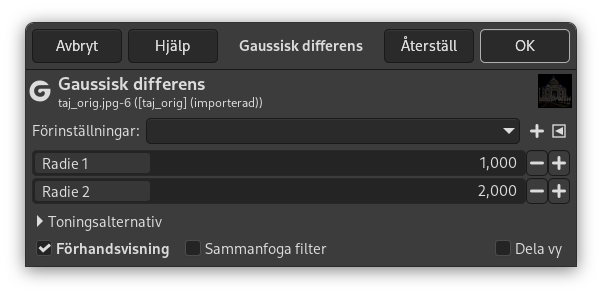 Avbryt Hjälp Gaussisk differens Återställ OK
Gaussisk differens
taj_orig.jpg-6 ([taj_orig] (importerad))
Förinställningar:
Radie 1 1,000
Radie 2 2,000
Toningsalternativ
Förhandsvisning Sammanfoga filter Dela vy